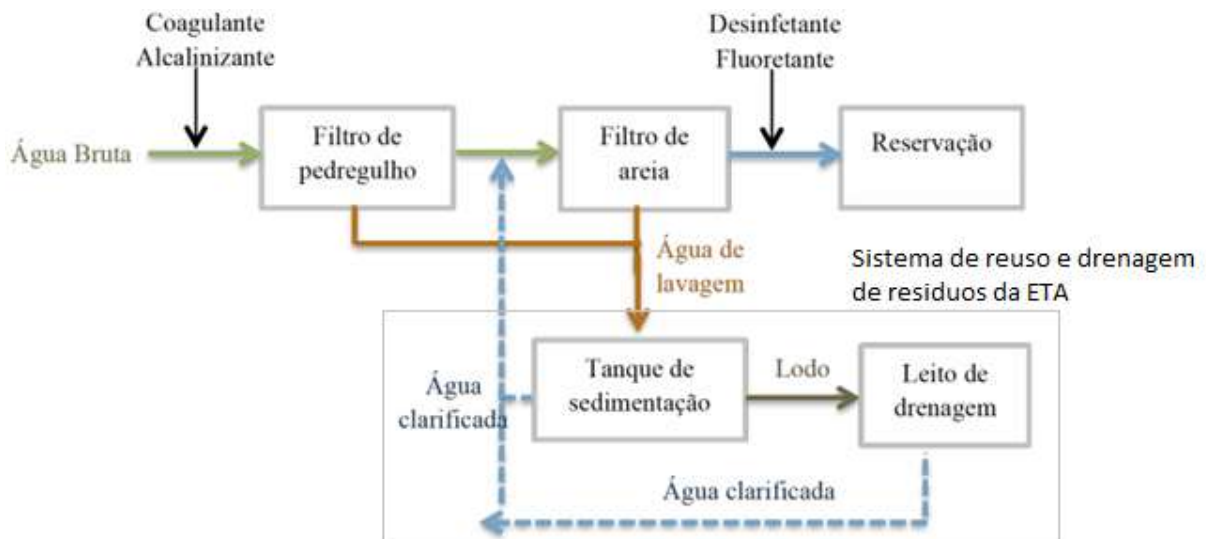 Coagulante
Alcalinizante
Desinfetante
Fluoretante
Água Bruta
Filtro de
pedregulho
Filtro de
areia
Reservação
Água de
lavagem
Sistema de reuso e drenagem
de residuos da ETA
Água
clarificada
Tanque de
sedimentação
Lodo
Leito de
drenagem
Água clarificada